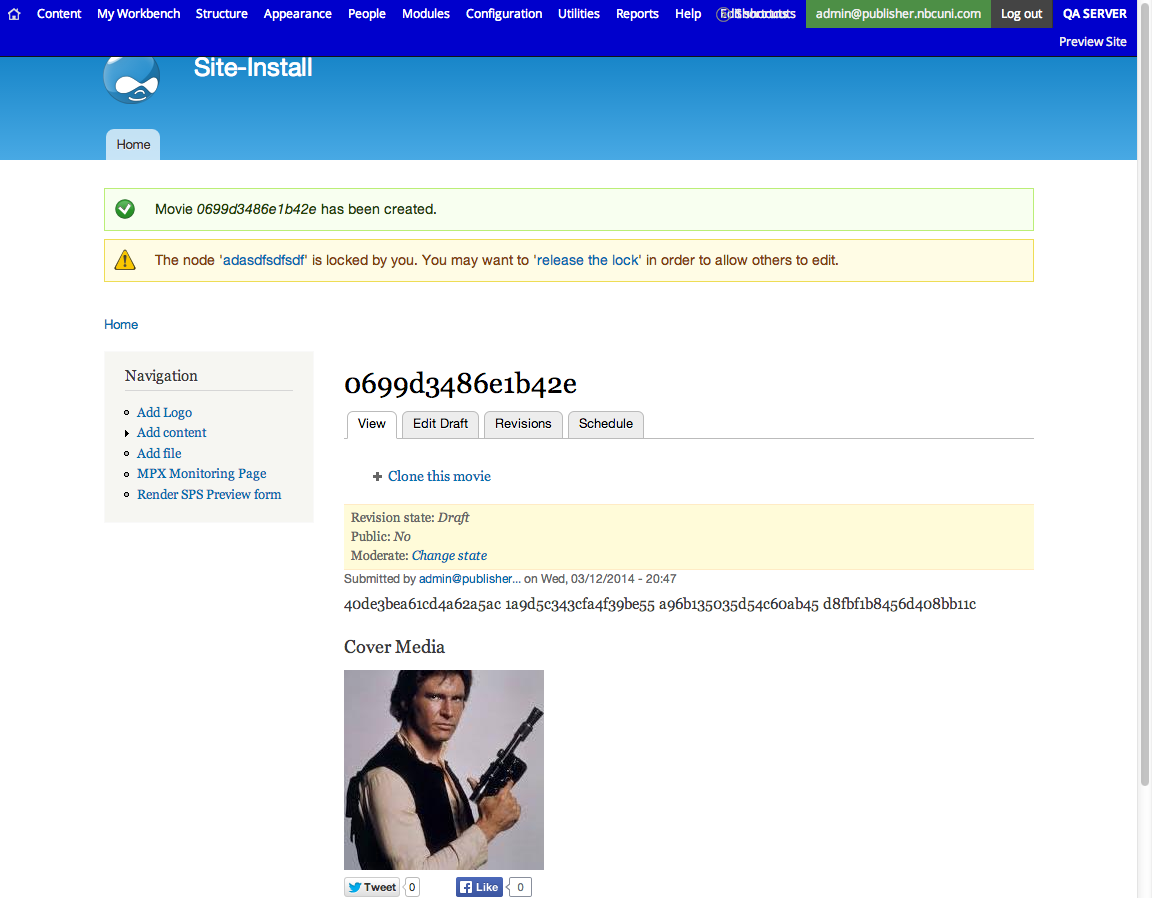 Content My Workbench Structure Appearance People Modules Configuration Utilities Reports Help admin@publisher.nbcuni.com Log out QA SERVER
Preview Site
Site-Install
Home
Movie 0699d3486e1b42e has been created.
The node 'adasdfsdfsdf' is locked by you. You may want to 'release the lock' in order to allow others to edit.
Home
Navigation
Add Logo
Add content
Add file
MPX Monitoring Page
Render SPS Preview form
0699d3486e1b42e
View Edit Draft Revisions Schedule
Clone this movie
Revision state: Draft
Public: No
Moderate: Change state
Submitted by admin@publisher... on Wed, 03/12/2014 - 20:47
40de3bea61cd4a62a5ac 1a9d5c343cfa4f39be55 a96b135035d54c60ab45 d8fbf1b8456d408bb11c
Cover Media
Tweet 0 Like 0